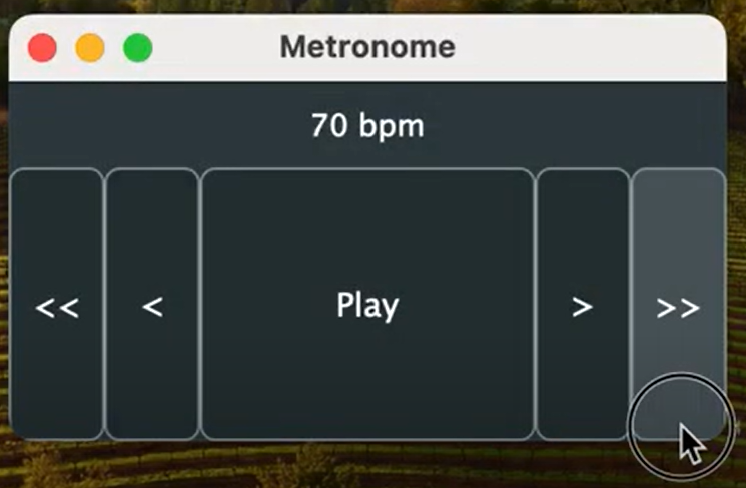 Metronome
70 bpm
<< < Play > >>